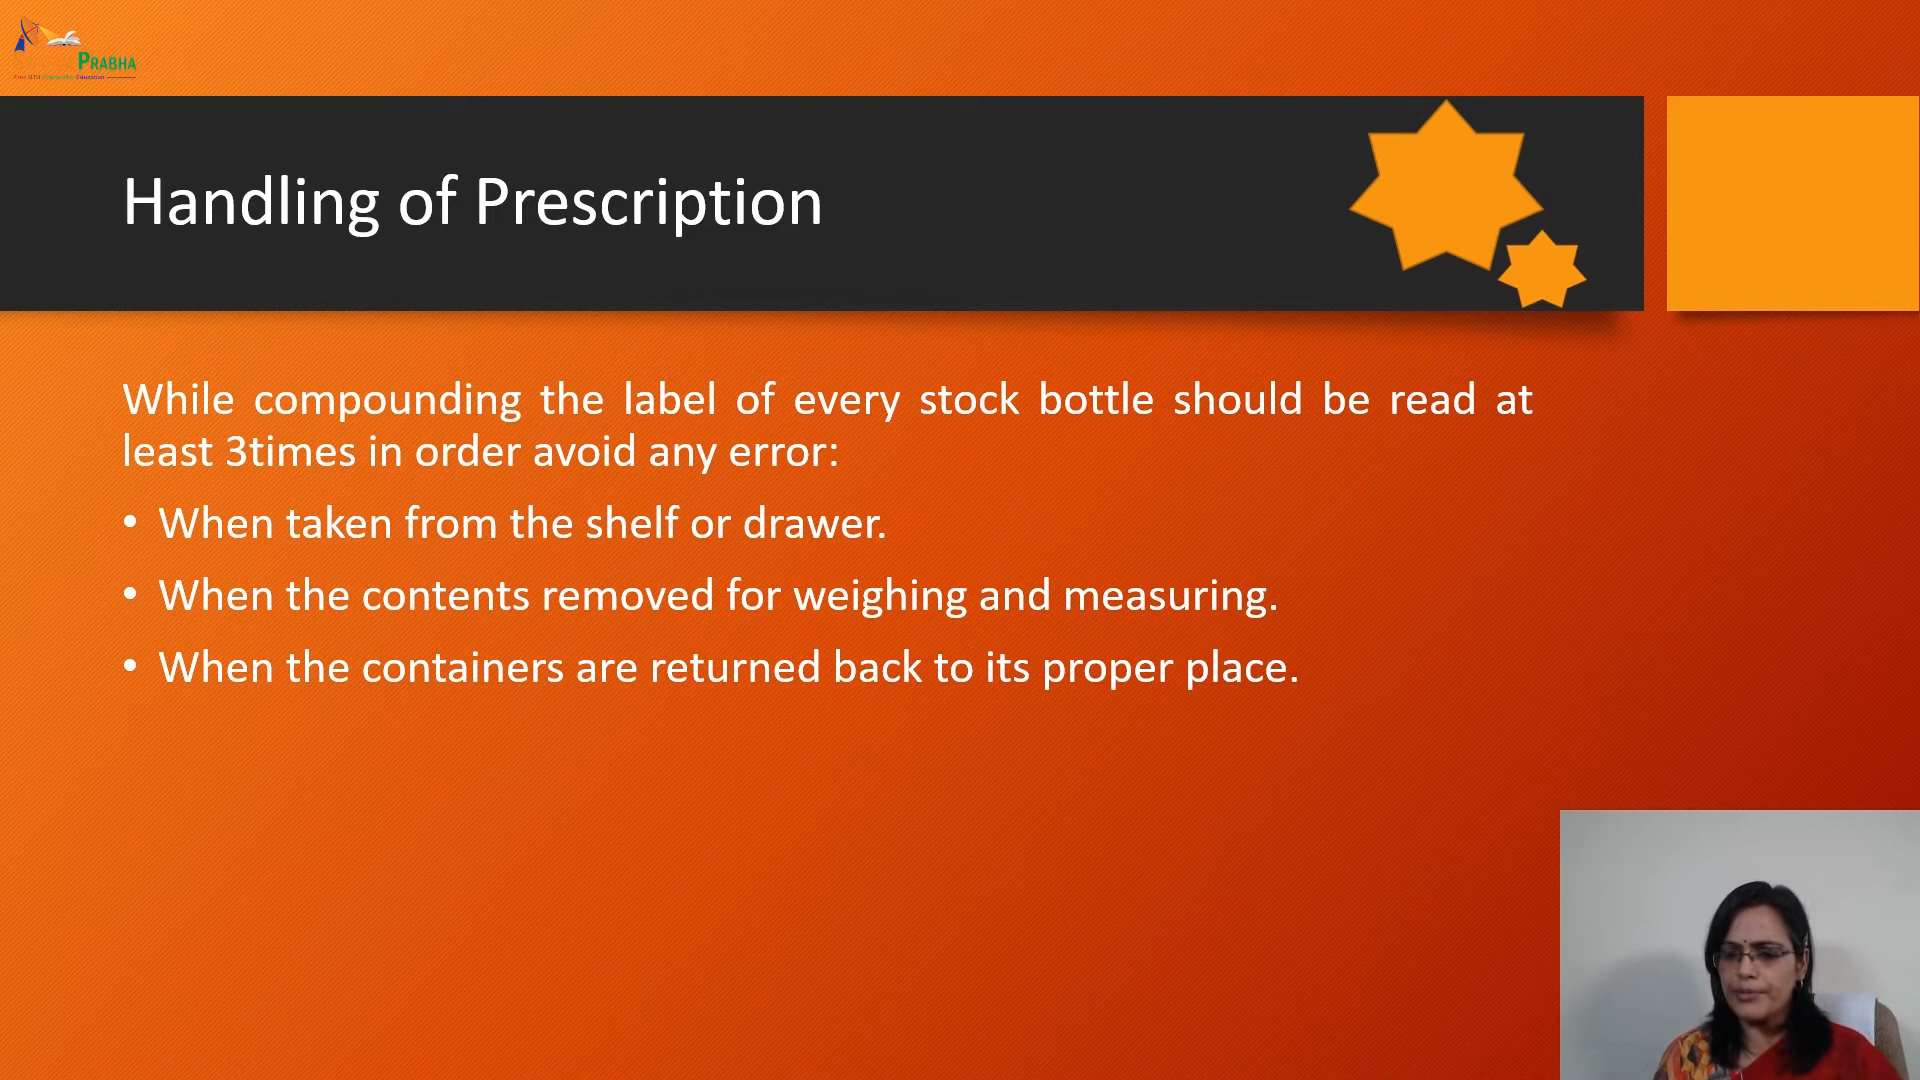 PRABHA
Handling of Prescription
While compounding the label of every stock bottle should be read at
least 3times in order avoid any error:
• When taken from the shelf or drawer.
• When the contents removed for weighing and measuring.
• When the containers are returned back to its proper place.